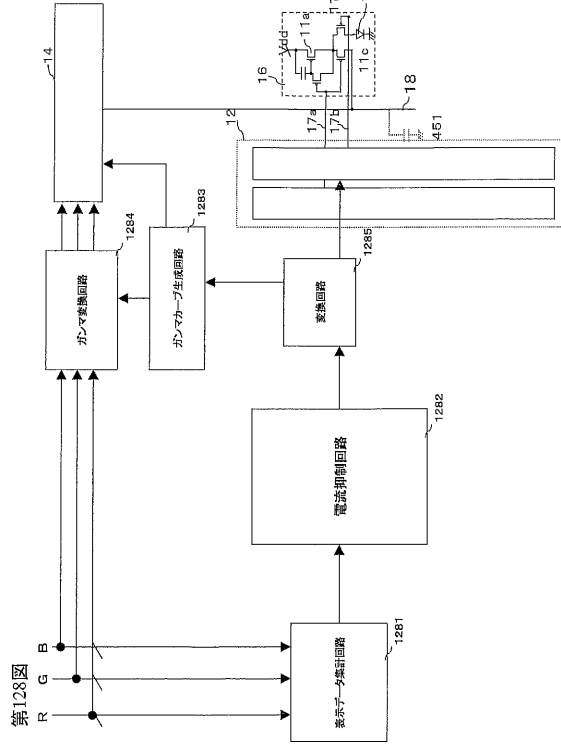 第128図
R
G
B
表示データ集計回路
1281
電流抑制回路
1282
変換回路
1285
ガンマカーブ生成回路
1283
ガンマ変換回路
1284
14
12
451
18
17a
17b
16
Vdd
11a
11c